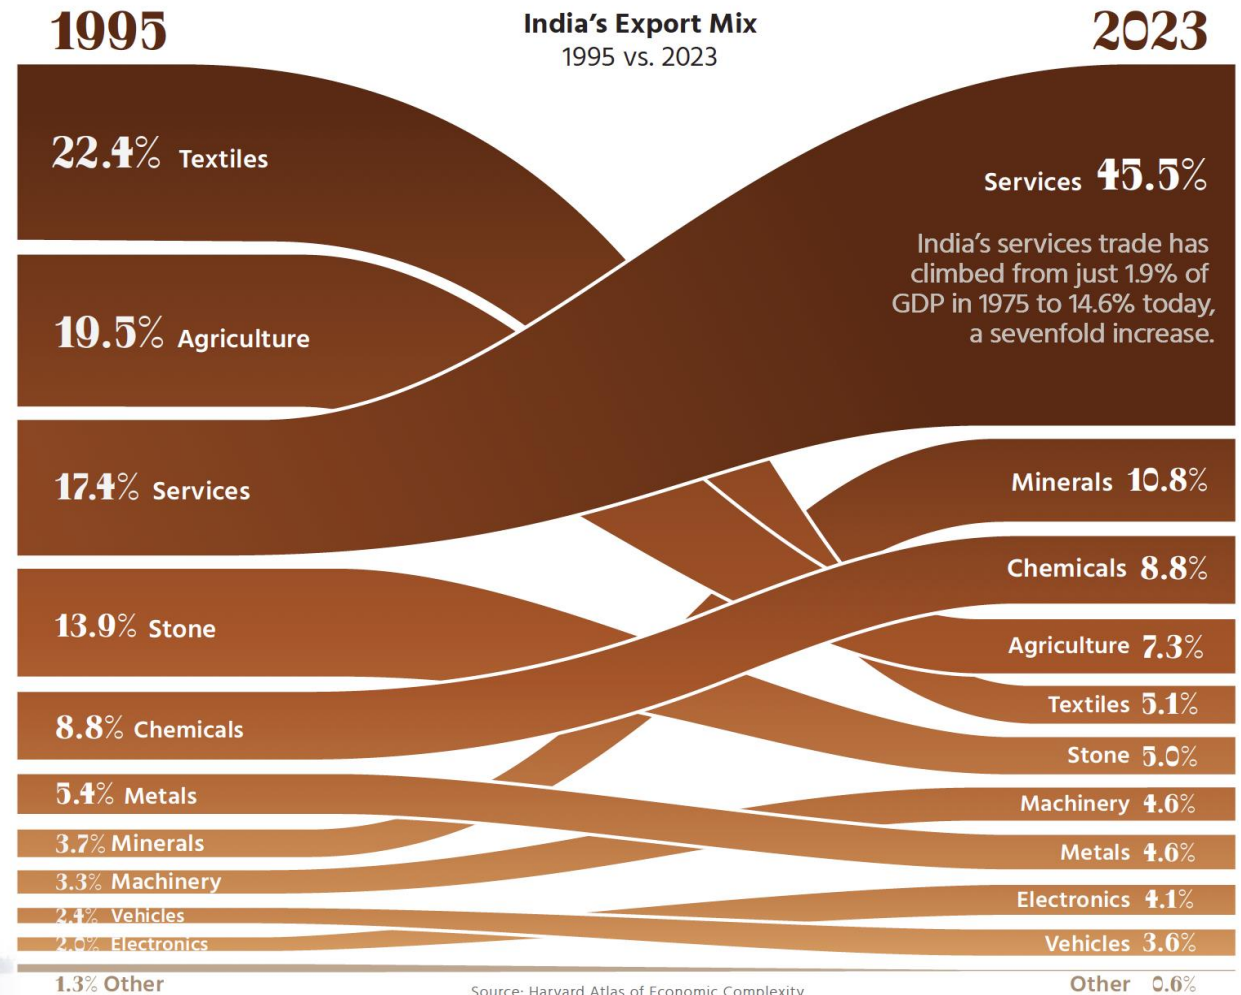 1995
India's Export Mix
1995 vs. 2023
2023
22.4% Textiles
19.5% Agriculture
17.4% Services
13.9% Stone
8.8% Chemicals
5.4% Metals
3.7% Minerals
3.3% Machinery
2.4% Vehicles
2.0% Electronics
1.3% Other
Services 45.5%
India's services trade has
climbed from just 1.9% of
GDP in 1975 to 14.6% today,
a sevenfold increase.
Minerals 10.8%
Chemicals 8.8%
Agriculture 7.3%
Textiles 5.1%
Stone 5.0%
Machinery 4.6%
Metals 4.6%
Electronics 4.1%
Vehicles 3.6%
Other 0.6%
Source: Harvard Atlas of Economic Complexity